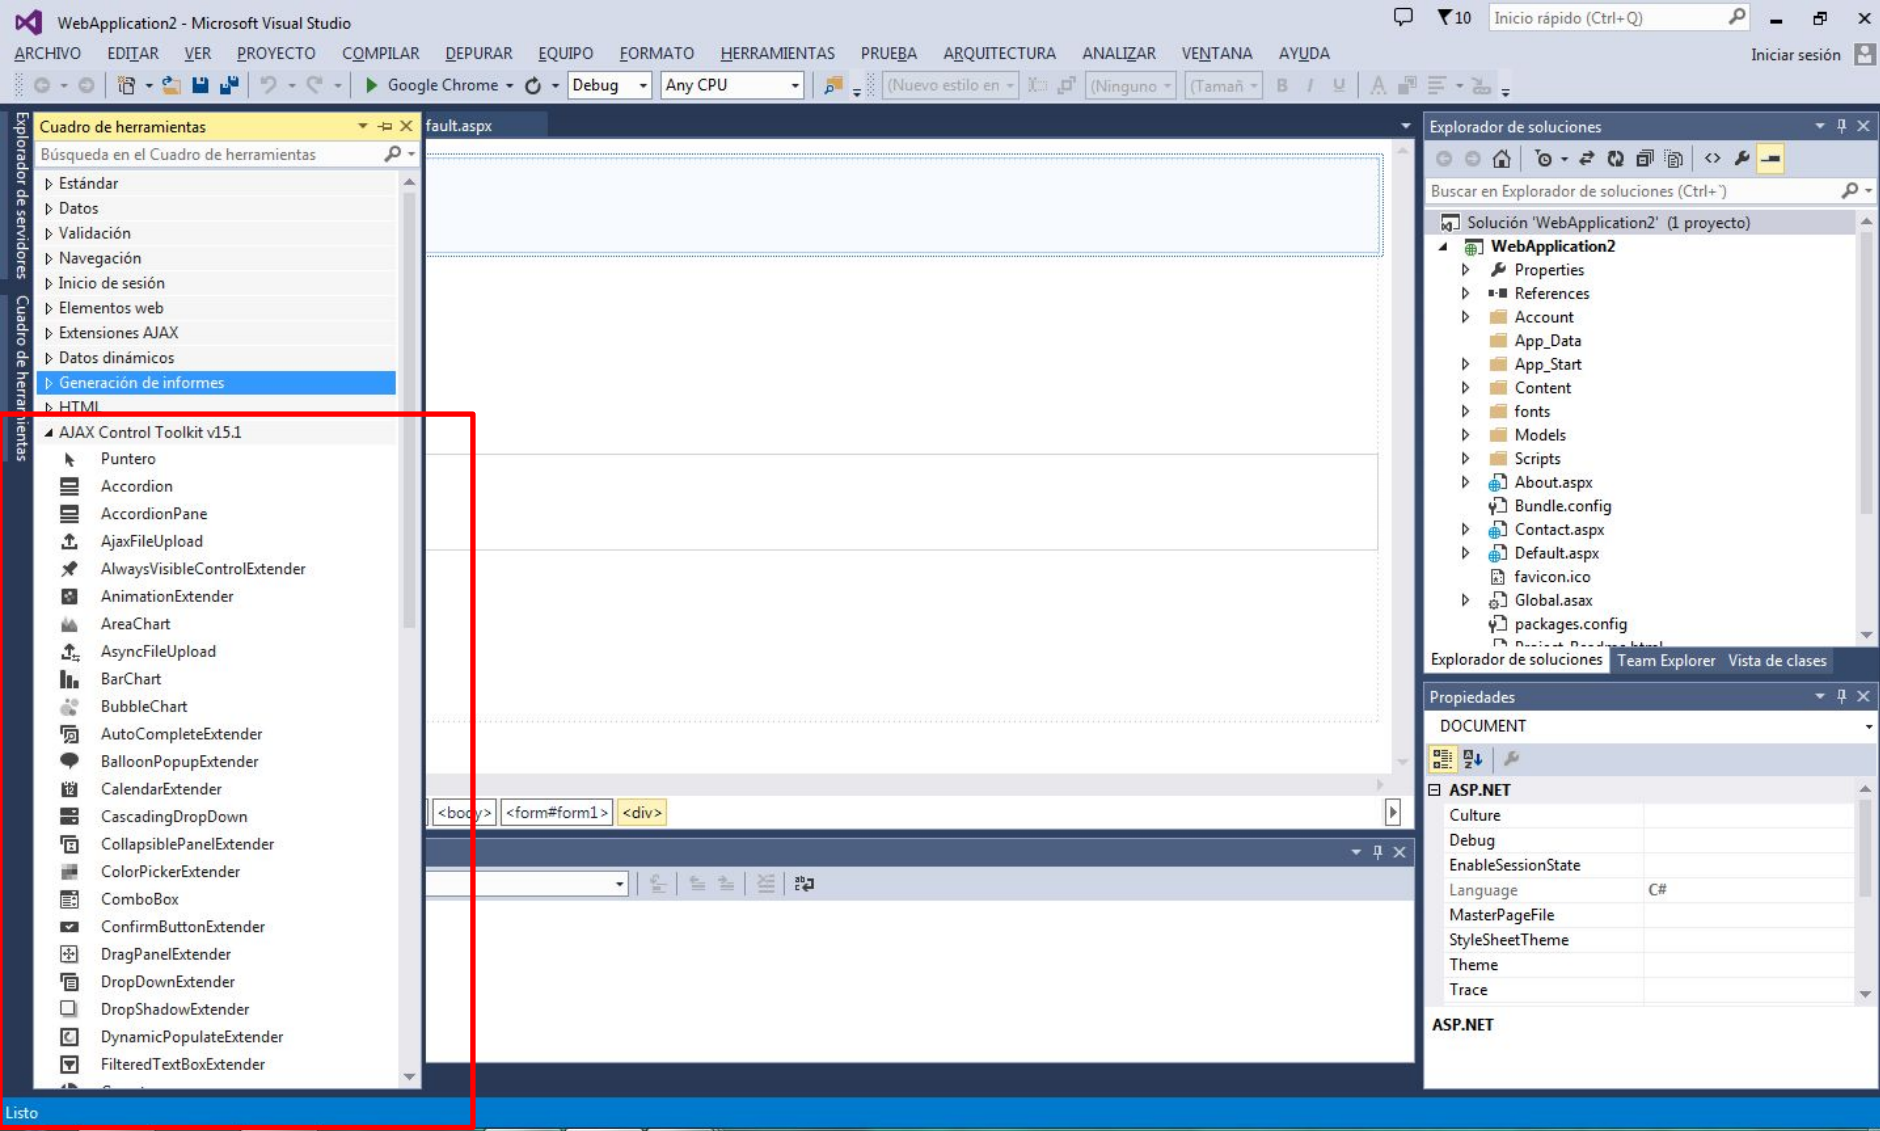 WebApplication2 - Microsoft Visual Studio
10
Inicio rápido (Ctrl+Q)
ARCHIVO EDITAR VER PROYECTO COMPILAR DEPURAR EQUIPO FORMATO HERRAMIENTAS PRUEBA ARQUITECTURA ANALIZAR VENTANA AYUDA
Iniciar sesión
Google Chrome Debug Any CPU (Nuevo estilo en (Ninguno (Tamañ B I U A
Explorador de servidores
Cuadro de herramientas
Cuadro de herramientas
Búsqueda en el Cuadro de herramientas
Estándar
Datos
Validación
Navegación
Inicio de sesión
Elementos web
Extensiones AJAX
Datos dinámicos
Generación de informes
HTML
AJAX Control Toolkit v15.1
Puntero
Accordion
AccordionPane
AjaxFileUpload
AlwaysVisibleControlExtender
AnimationExtender
AreaChart
AsyncFileUpload
BarChart
BubbleChart
AutoCompleteExtender
BalloonPopupExtender
CalendarExtender
CascadingDropDown
CollapsiblePanelExtender
ColorPickerExtender
ComboBox
ConfirmButtonExtender
DragPanelExtender
DropDownExtender
DropShadowExtender
DynamicPopulateExtender
FilteredTextBoxExtender
fault.aspx
<body> <form#form1> <div>
Explorador de soluciones
Buscar en Explorador de soluciones (Ctrl+`)
Solución 'WebApplication2' (1 proyecto)
WebApplication2
Properties
References
Account
App_Data
App_Start
Content
fonts
Models
Scripts
About.aspx
Bundle.config
Contact.aspx
Default.aspx
favicon.ico
Global.asax
packages.config
Explorador de soluciones Team Explorer Vista de clases
Propiedades
DOCUMENT
ASP.NET
Culture
Debug
EnableSessionState
Language C#
MasterPageFile
StyleSheetTheme
Theme
Trace
ASP.NET
Listo